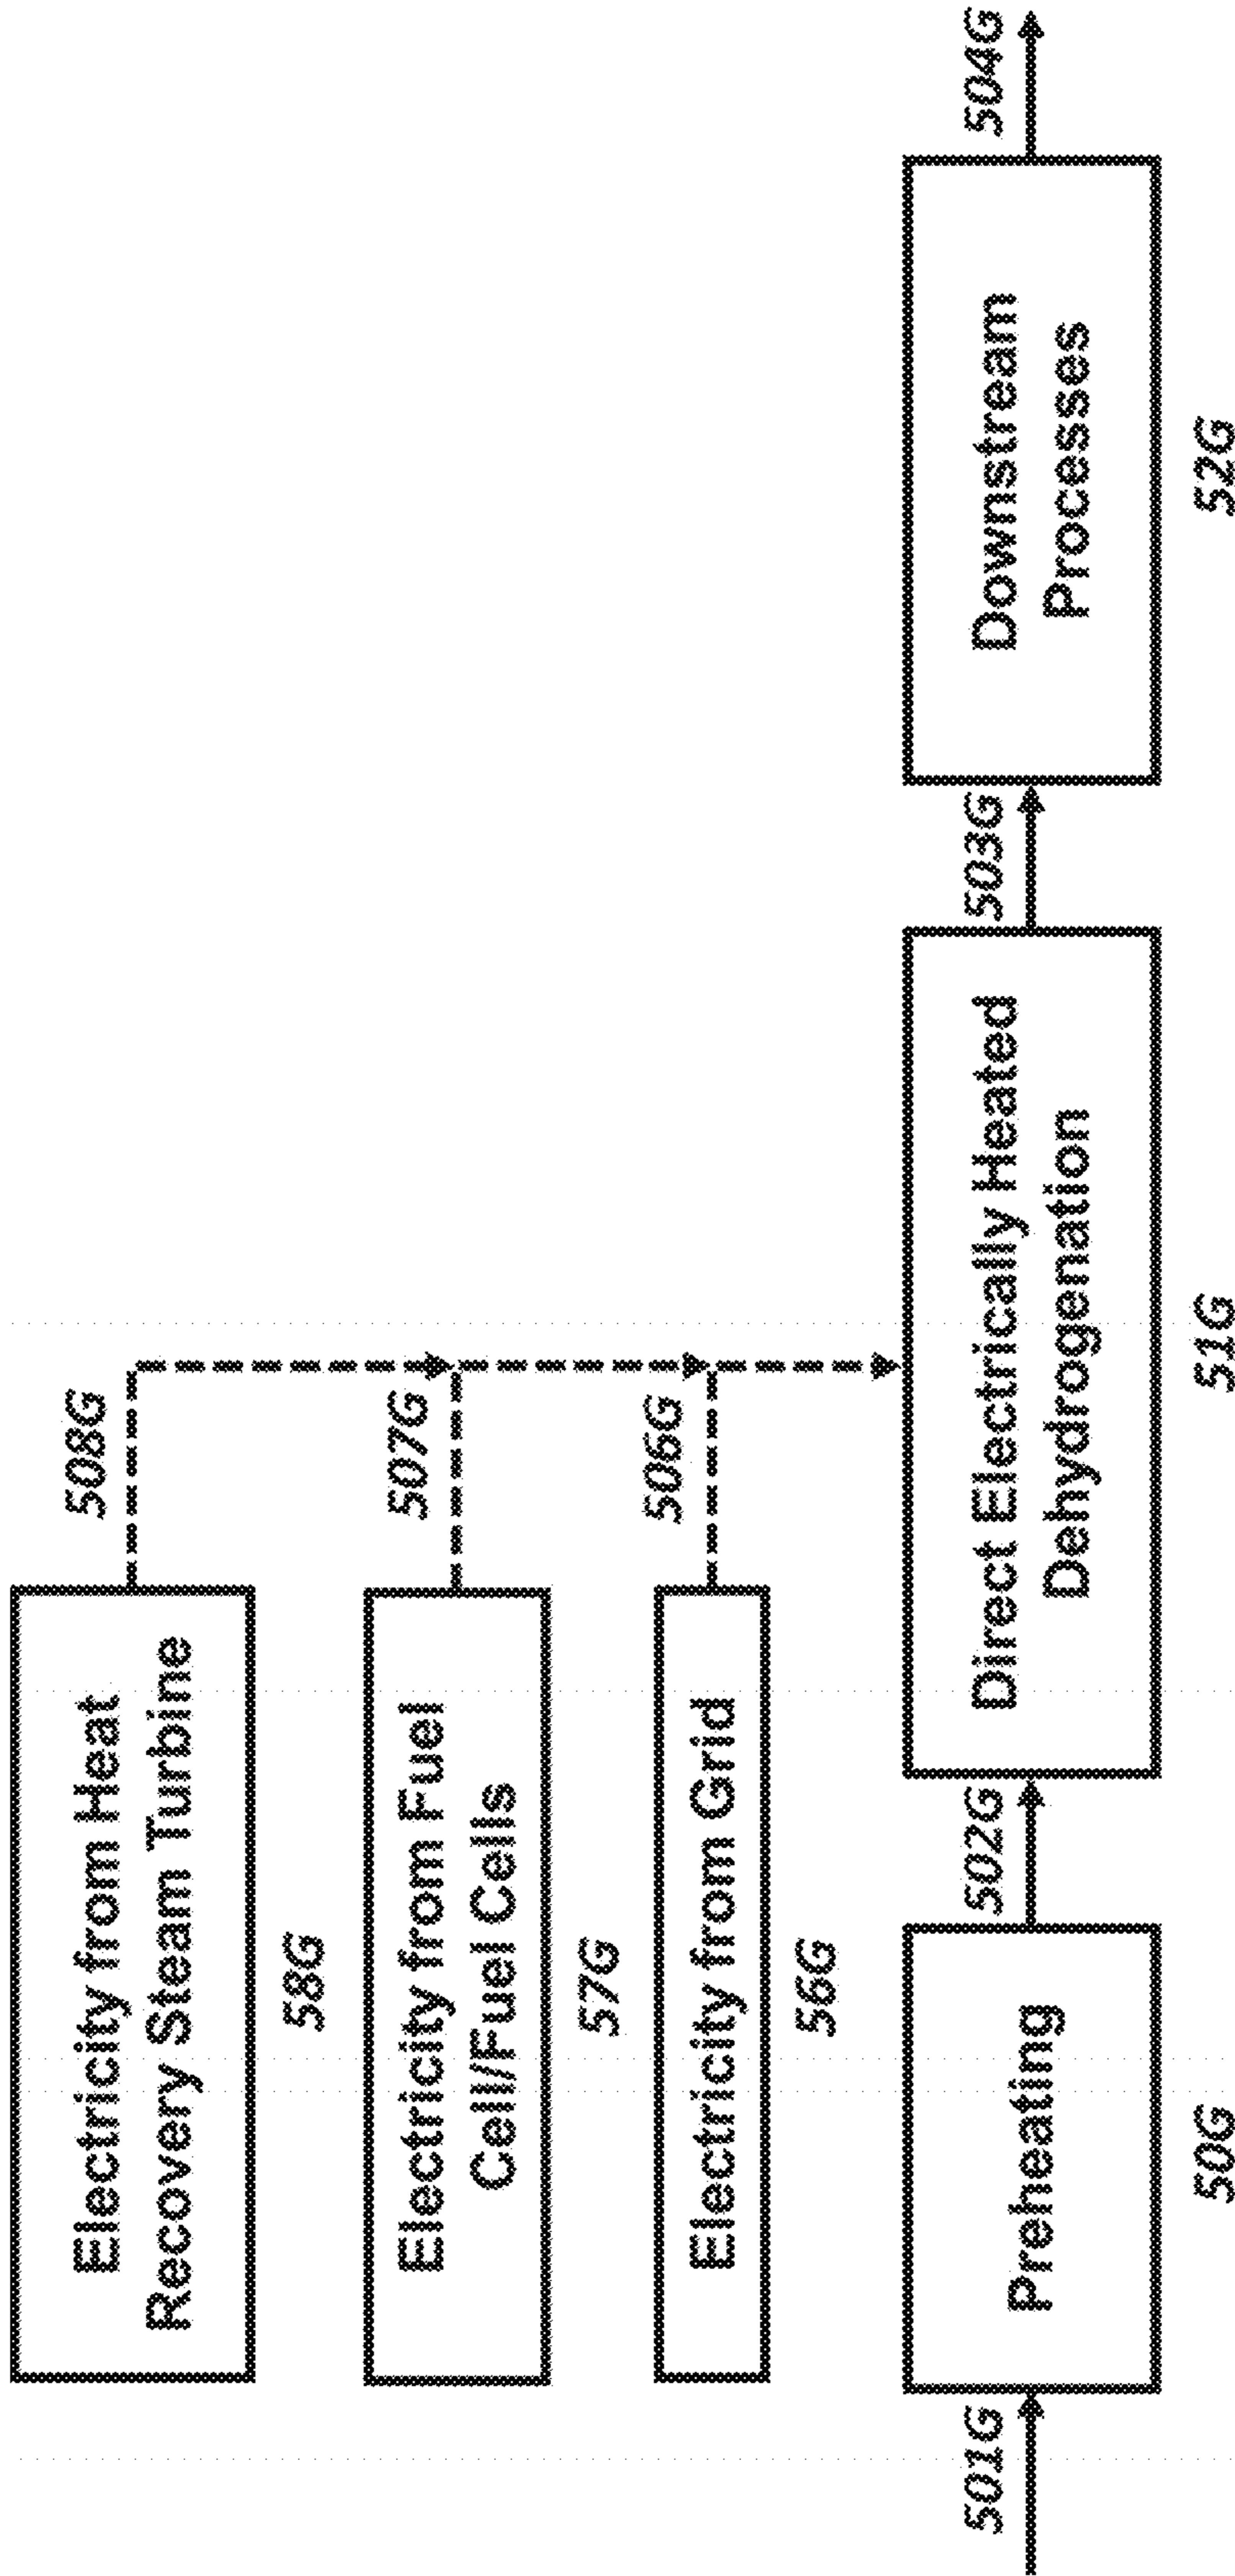 508G
Electricity from Heat
Recovery Steam Turbine
58G
507G
Electricity from Fuel
Cell/Fuel Cells
57G
506G
Electricity from Grid
56G
501G
Preheating
50G
502G
Direct Electrically Heated
Dehydrogenation
51G
503G
Downstream
Processes
52G
504G